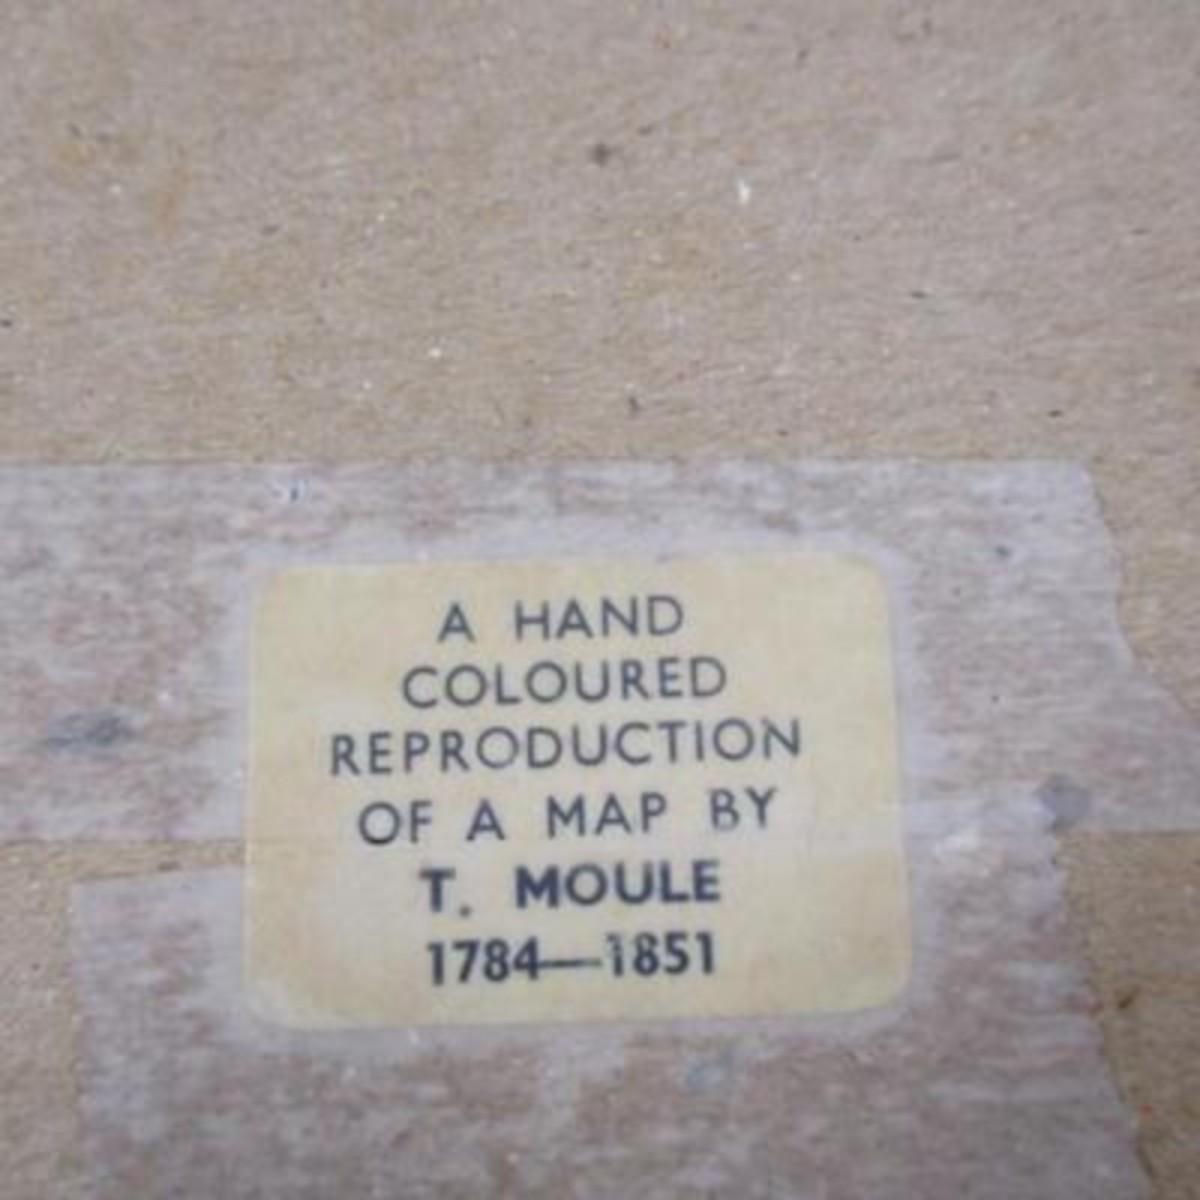 A HAND
COLOURED
REPRODUCTION
OF A MAP BY
T. MOULE
1784—1851